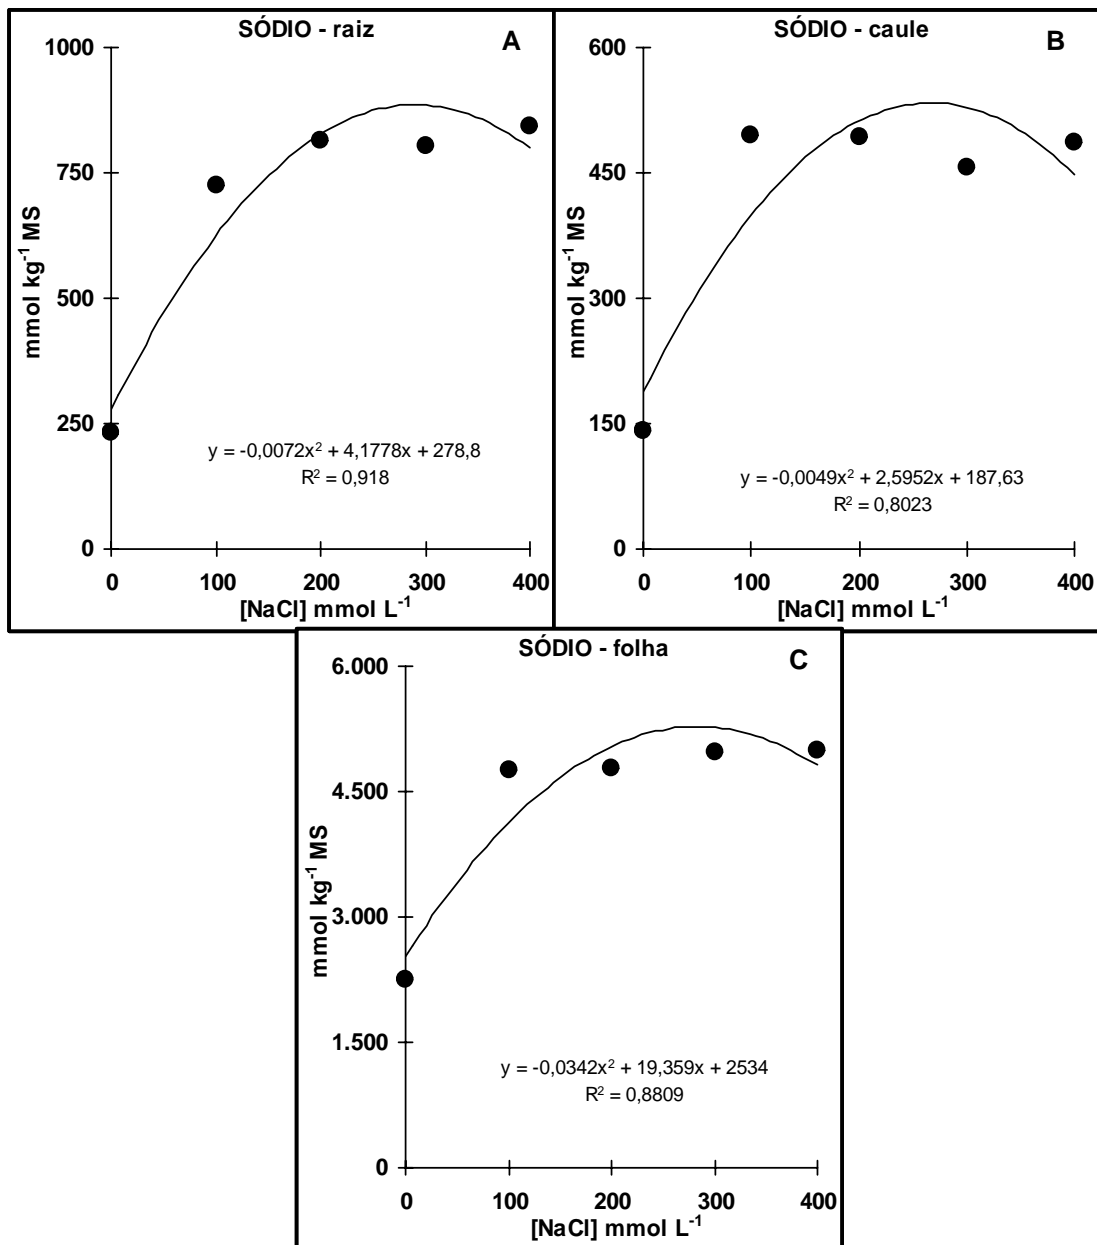 SÓDIO - raiz
A
1000
750
500
250
0
mmol kg⁻¹ MS
y = -0,0072x² + 4,1778x + 278,8
R² = 0,918
0 100 200 300 400
[NaCl] mmol L⁻¹
SÓDIO - caule
B
600
450
300
150
0
mmol kg⁻¹ MS
y = -0,0049x² + 2,5952x + 187,63
R² = 0,8023
0 100 200 300 400
[NaCl] mmol L⁻¹
SÓDIO - folha
C
6.000
4.500
3.000
1.500
0
mmol kg⁻¹ MS
y = -0,0342x² + 19,359x + 2534
R² = 0,8809
0 100 200 300 400
[NaCl] mmol L⁻¹